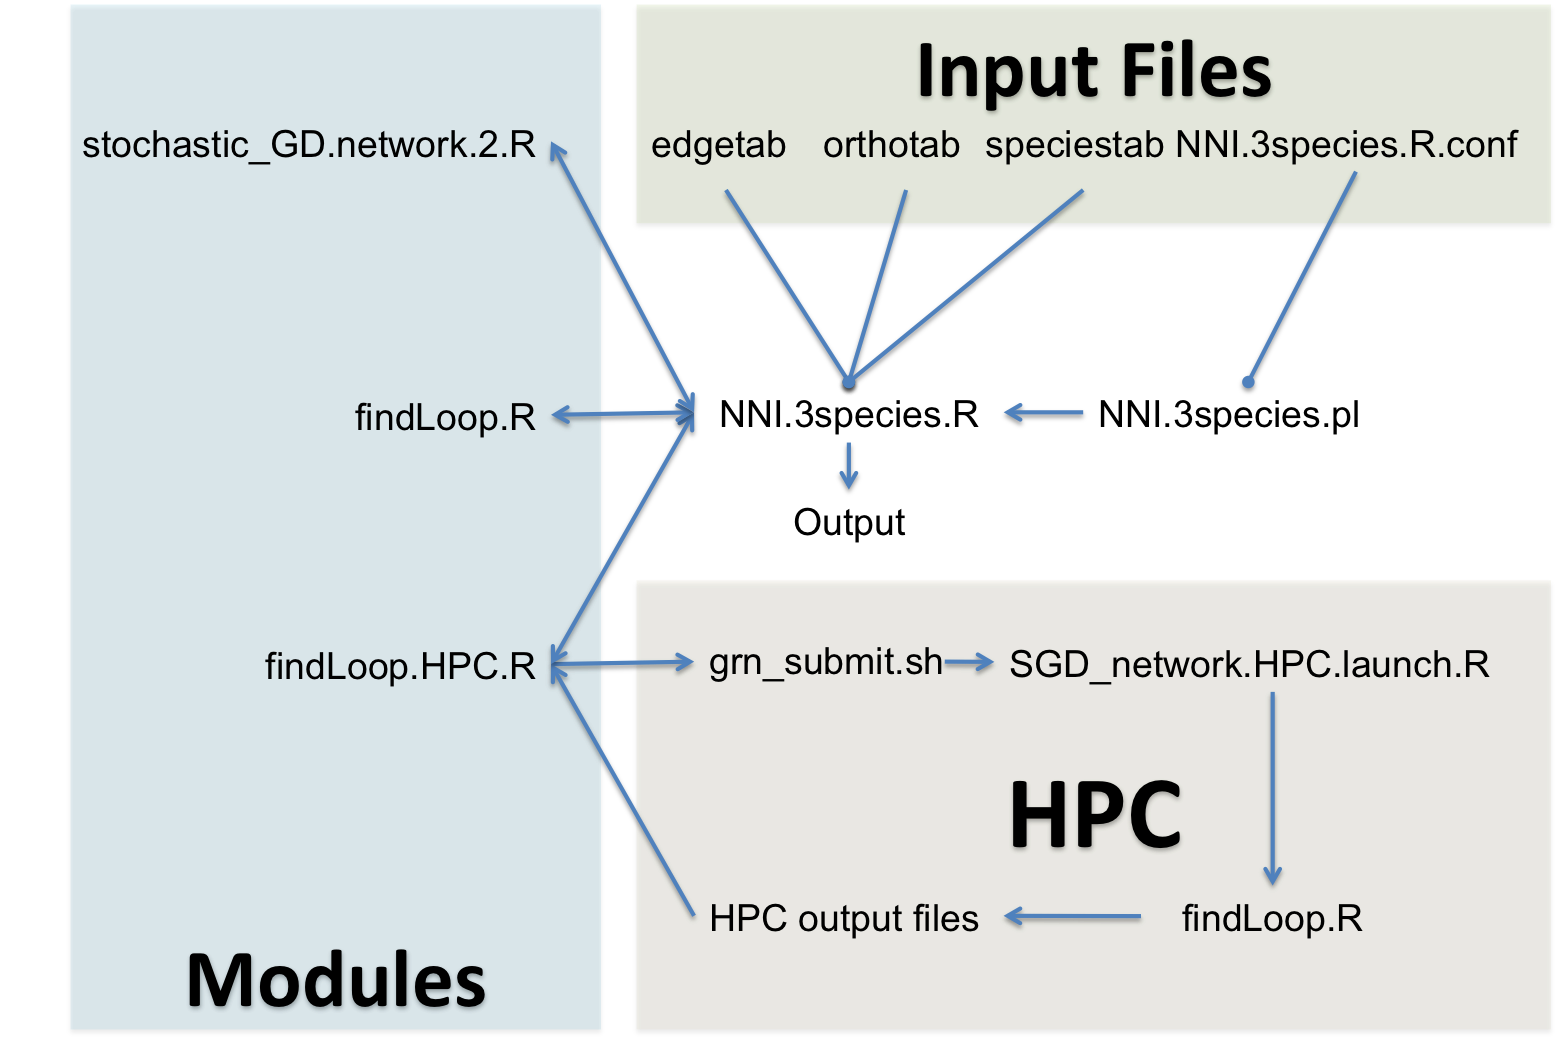 Input Files
stochastic_GD.network.2.R
edgetab orthotab speciestab NNI.3species.R.conf
findLoop.R
NNI.3species.R
NNI.3species.pl
Output
findLoop.HPC.R
grn_submit.sh
SGD_network.HPC.launch.R
HPC
HPC output files
findLoop.R
Modules